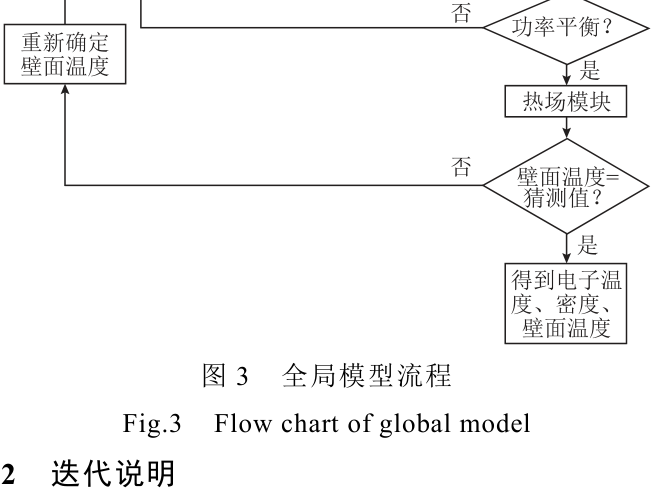 否
功率平衡？
重新确定
壁面温度
是
热场模块
否
壁面温度=
猜测值？
是
得到电子温
度、密度、
壁面温度
图 3 全局模型流程
Fig.3 Flow chart of global model
2 迭代说明